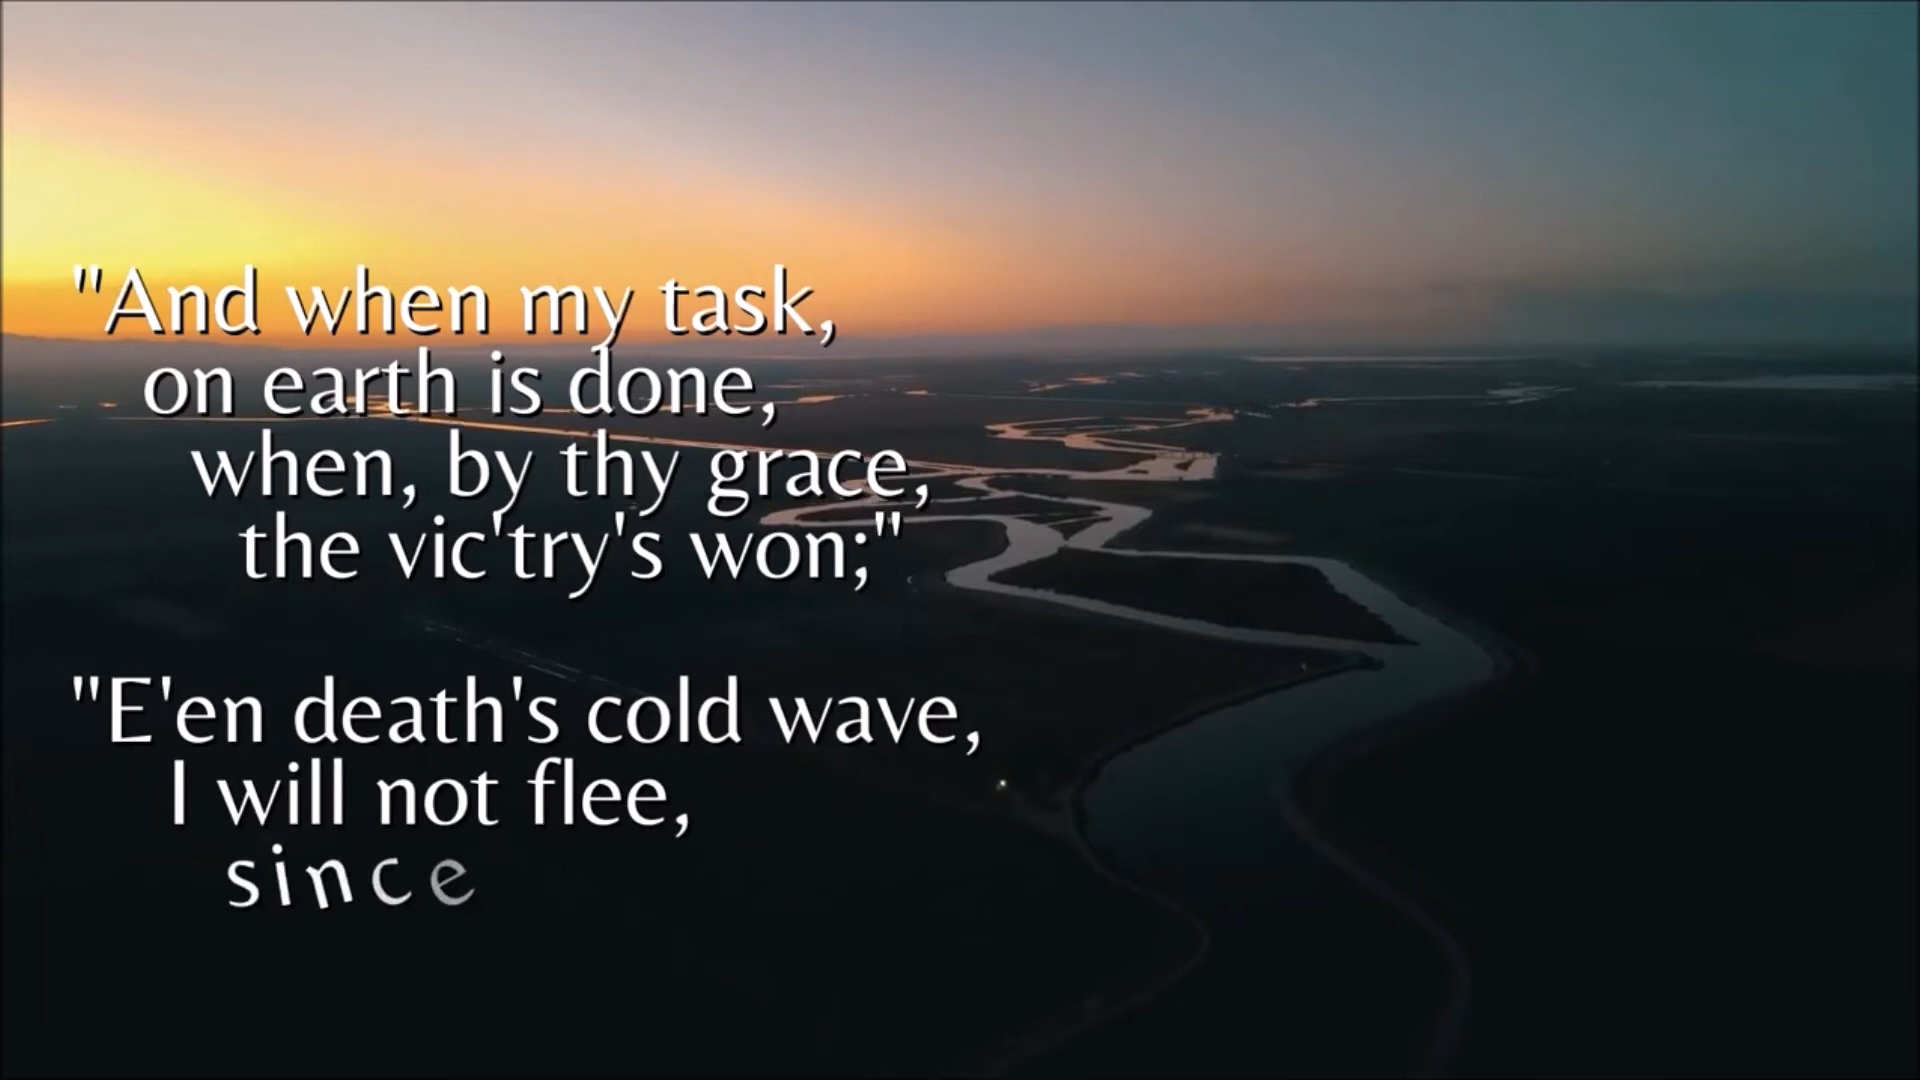 "And when my task,
on earth is done,
when, by thy grace,
the vic'try's won;"
"E'en death's cold wave,
I will not flee,
since